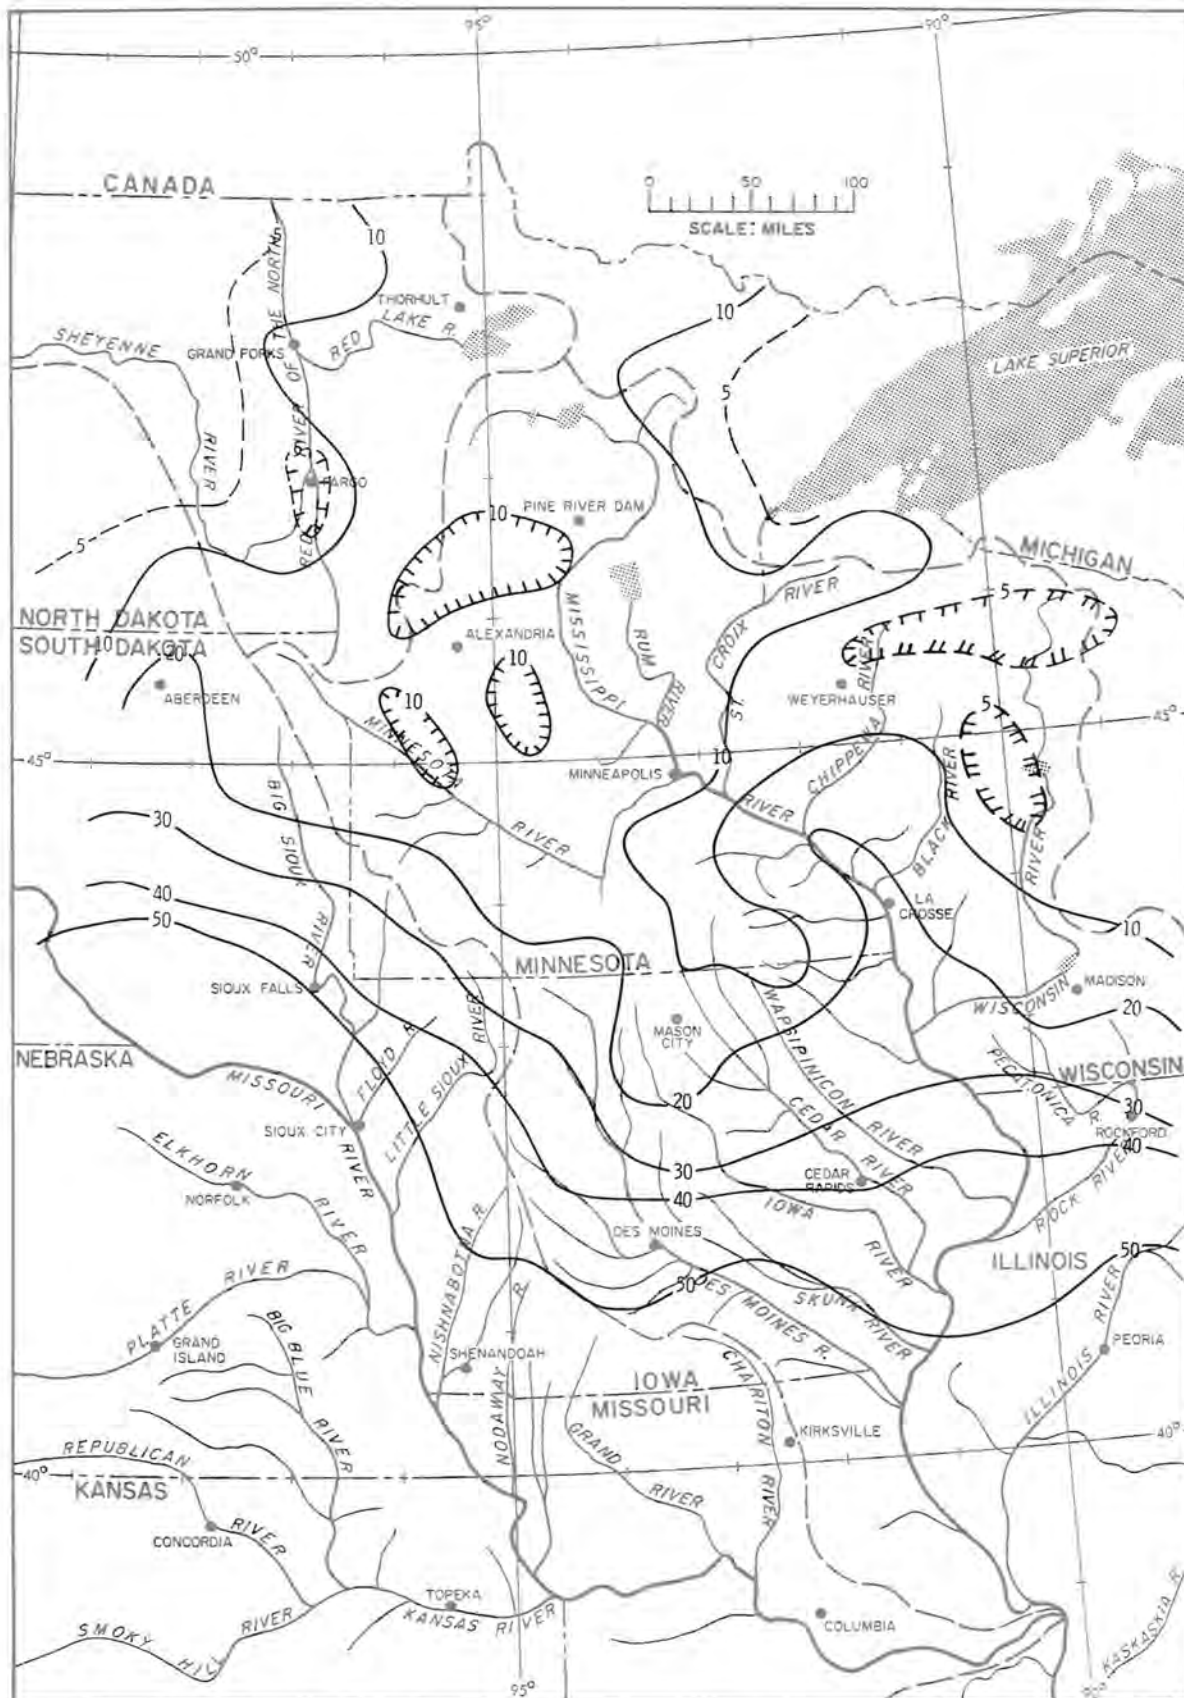 95°
90°
50°
CANADA
0 50 100
SCALE: MILES
5
10
THORHULT
10
RED LAKE R.
SHEYENNE
RIVER
GRAND FORKS
RED RIVER OF THE NORTH
LAKE SUPERIOR
5
FARGO
10
PINE RIVER DAM
5
MICHIGAN
NORTH DAKOTA
SOUTH DAKOTA
10
20
ABERDEEN
ALEXANDRIA
MISSISSIPPI
RIVER
RUM
RIVER
ST. CROIX
RIVER
5
WEYERHAUSER
10
10
5
MINNESOTA
RIVER
45°
45°
10
MINNEAPOLIS
CHIPPEWA
RIVER
BLACK
RIVER
BIG SIOUX
RIVER
30
40
50
LA CROSSE
10
MINNESOTA
SIOUX FALLS
MADISON
WISCONSIN
RIVER
20
MASON CITY
WAPSIPINICON
RIVER
NEBRASKA
MISSOURI
RIVER
FLOYD R.
LITTLE SIOUX
RIVER
PECATONICA R.
WISCONSIN
20
30
SIOUX CITY
CEDAR
RIVER
ROCKFORD
40
ELKHORN
RIVER
NORFOLK
30
40
CEDAR RAPIDS
IOWA
RIVER
ROCK RIVER
DES MOINES
50
ILLINOIS
50
NISHNABOTNA R.
DES MOINES R.
SKUNK
RIVER
PLATTE
RIVER
GRAND ISLAND
BIG BLUE
RIVER
SHENANDOAH
NODAWAY
R.
PEORIA
ILLINOIS
RIVER
IOWA
MISSOURI
CHARITON
RIVER
KIRKSVILLE
GRAND
RIVER
REPUBLICAN
RIVER
40°
40°
KANSAS
CONCORDIA
TOPEKA
KANSAS RIVER
COLUMBIA
SMOKY HILL
RIVER
KASKASKIA R.
95°
90°